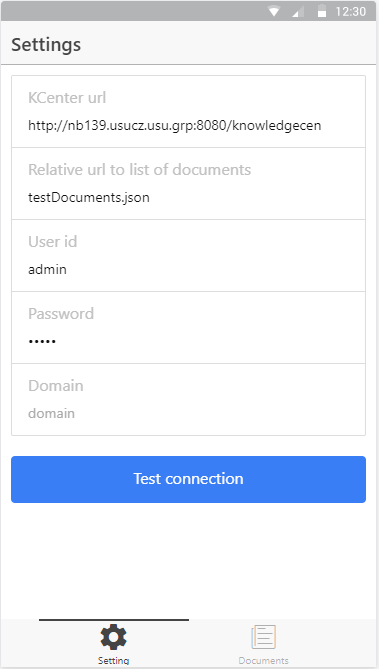 12:30
Settings
KCenter url
http://nb139.usucz.usu.grp:8080/knowledgecen
Relative url to list of documents
testDocuments.json
User id
admin
Password
•••••
Domain
domain
Test connection
Setting
Documents